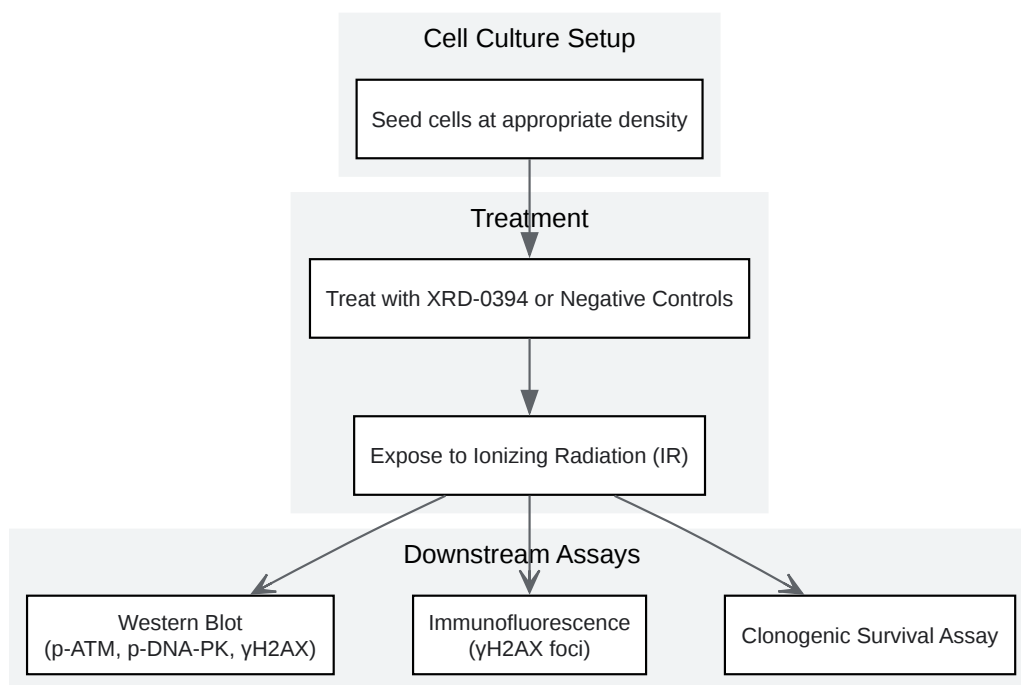 Cell Culture Setup
Seed cells at appropriate density
Treatment
Treat with XRD-0394 or Negative Controls
Expose to Ionizing Radiation (IR)
Downstream Assays
Western Blot
(p-ATM, p-DNA-PK, γH2AX)
Immunofluorescence
(γH2AX foci)
Clonogenic Survival Assay